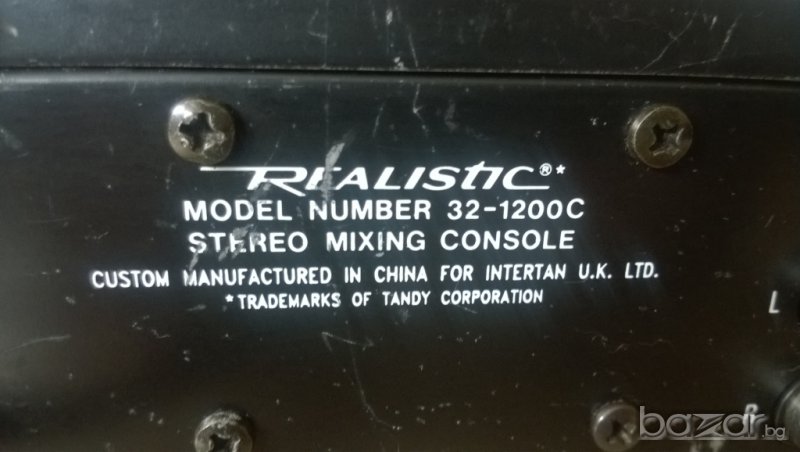 REALISTIC®*
MODEL NUMBER 32-1200C
STEREO MIXING CONSOLE
CUSTOM MANUFACTURED IN CHINA FOR INTERTAN U.K. LTD.
*TRADEMARKS OF TANDY CORPORATION
L
R
bazar.bg